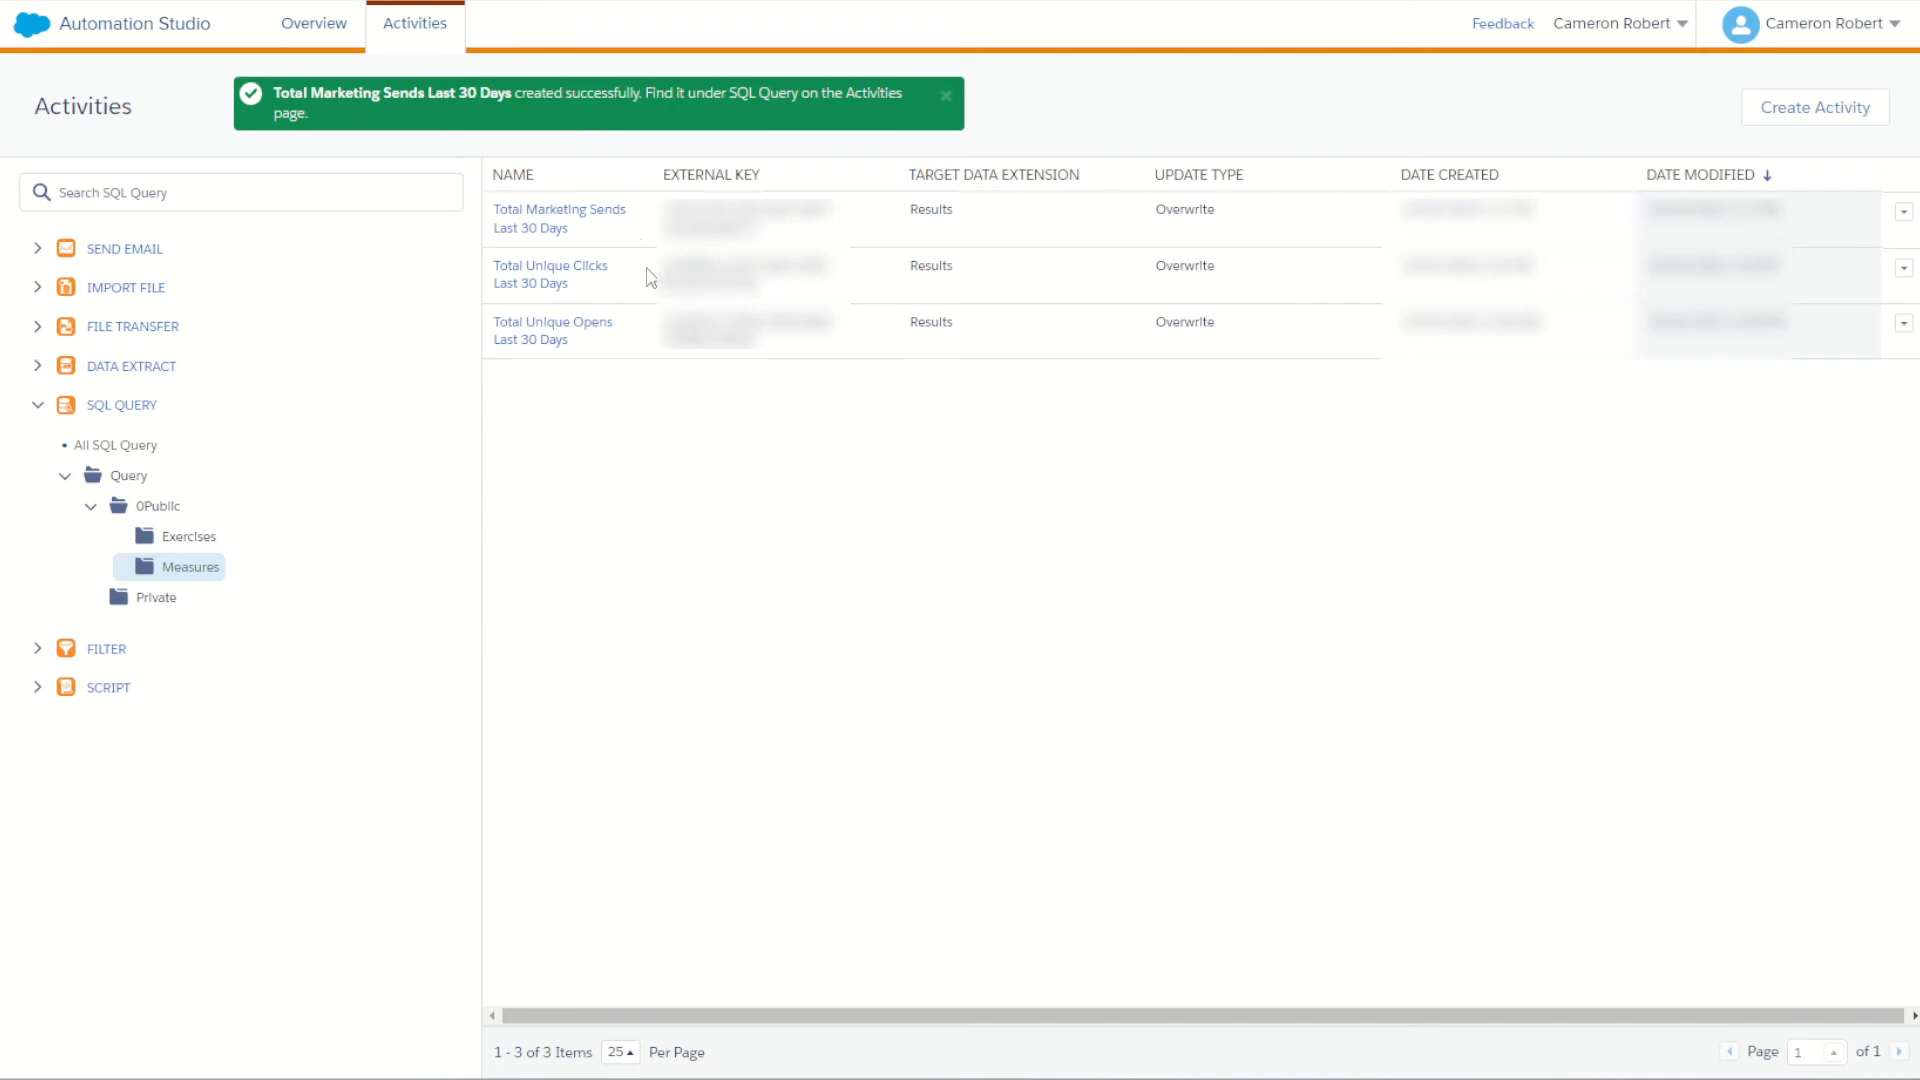 Automation Studio
Overview
Activities
Feedback
Cameron Robert
Cameron Robert
Activities
Total Marketing Sends Last 30 Days created successfully. Find it under SQL Query on the Activities
page.
Create Activity
Search SQL Query
SEND EMAIL
IMPORT FILE
FILE TRANSFER
DATA EXTRACT
SQL QUERY
All SQL Query
Query
0Public
Exercises
Measures
Private
FILTER
SCRIPT
NAME
EXTERNAL KEY
TARGET DATA EXTENSION
UPDATE TYPE
DATE CREATED
DATE MODIFIED
Total Marketing Sends
Last 30 Days
Results
Overwrite
Total Unique Clicks
Last 30 Days
Results
Overwrite
Total Unique Opens
Last 30 Days
Results
Overwrite
1 - 3 of 3 Items
25
Per Page
Page
1
of 1